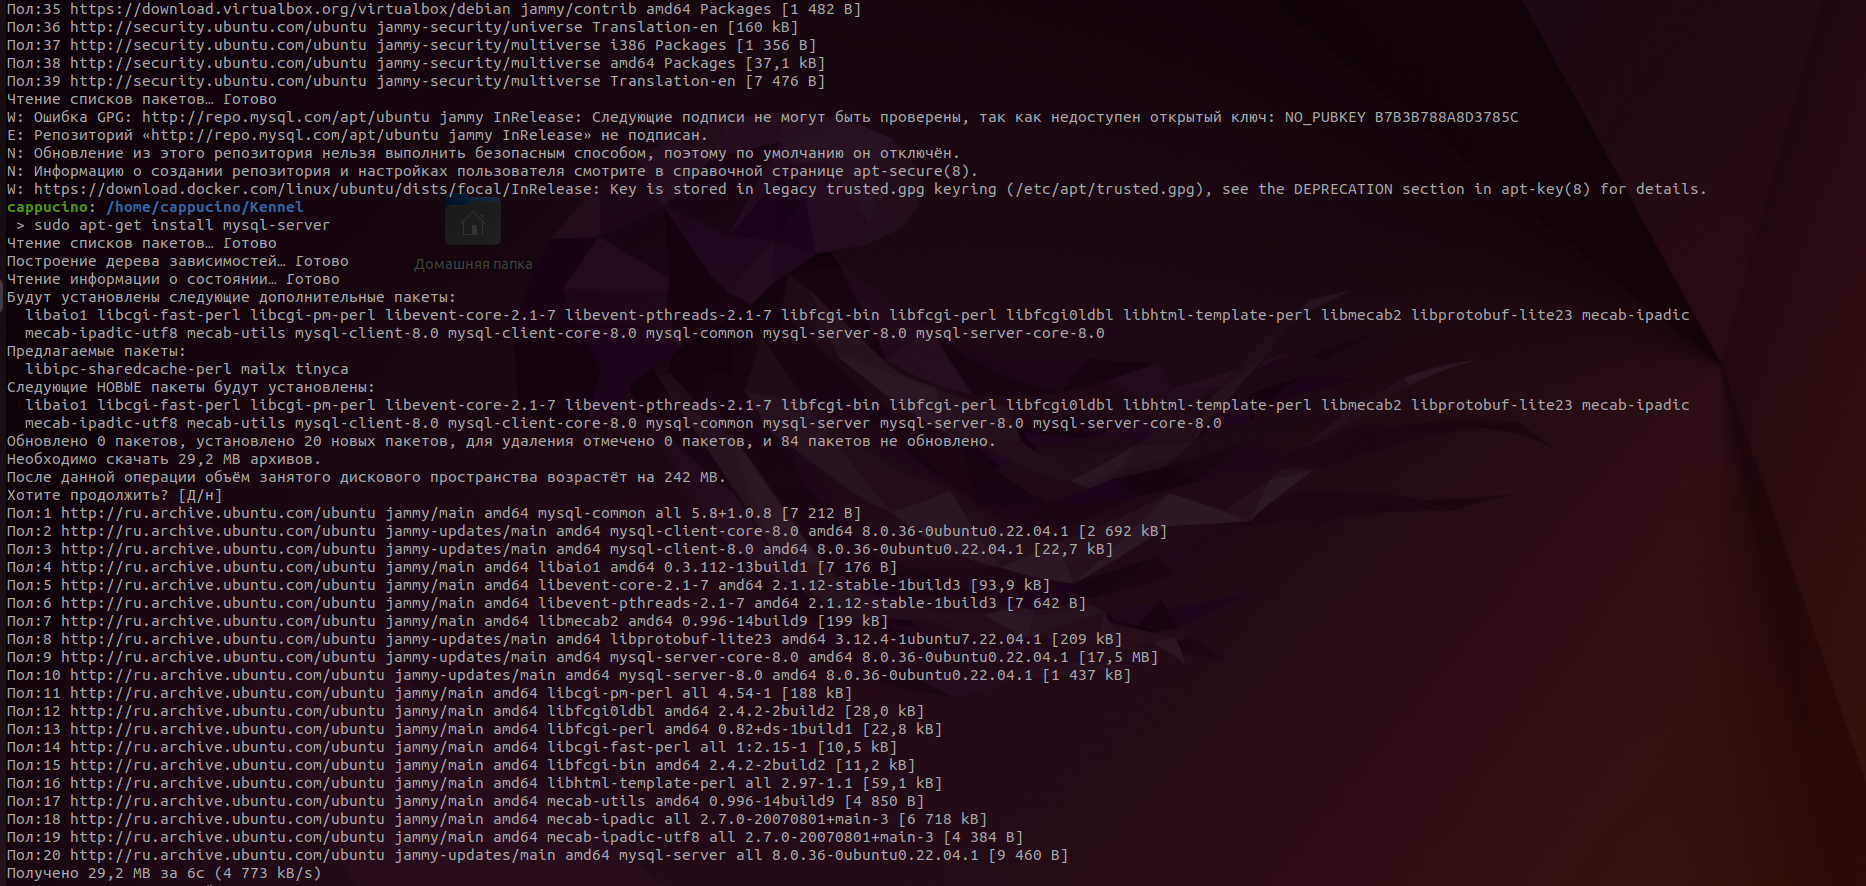 Пол:35 https://download.virtualbox.org/virtualbox/debian jammy/contrib amd64 Packages [1 482 B]
Пол:36 http://security.ubuntu.com/ubuntu jammy-security/universe Translation-en [160 kB]
Пол:37 http://security.ubuntu.com/ubuntu jammy-security/multiverse i386 Packages [1 356 B]
Пол:38 http://security.ubuntu.com/ubuntu jammy-security/multiverse amd64 Packages [37,1 kB]
Пол:39 http://security.ubuntu.com/ubuntu jammy-security/multiverse Translation-en [7 476 B]
Чтение списков пакетов… Готово
W: Ошибка GPG: http://repo.mysql.com/apt/ubuntu jammy InRelease: Следующие подписи не могут быть проверены, так как недоступен открытый ключ: NO_PUBKEY B7B3B788A8D3785C
E: Репозиторий «http://repo.mysql.com/apt/ubuntu jammy InRelease» не подписан.
N: Обновление из этого репозитория нельзя выполнить безопасным способом, поэтому по умолчанию он отключён.
N: Информацию о создании репозитория и настройках пользователя смотрите в справочной странице apt-secure(8).
W: https://download.docker.com/linux/ubuntu/dists/focal/InRelease: Key is stored in legacy trusted.gpg keyring (/etc/apt/trusted.gpg), see the DEPRECATION section in apt-key(8) for details.
cappucino: /home/cappucino/Kennel
> sudo apt-get install mysql-server
Чтение списков пакетов… Готово
Построение дерева зависимостей… Готово
Домашняя папка
Чтение информации о состоянии… Готово
Будут установлены следующие дополнительные пакеты:
libaio1 libcgi-fast-perl libcgi-pm-perl libevent-core-2.1-7 libevent-pthreads-2.1-7 libfcgi-bin libfcgi-perl libfcgi0ldbl libhtml-template-perl libmecab2 libprotobuf-lite23 mecab-ipadic
mecab-ipadic-utf8 mecab-utils mysql-client-8.0 mysql-client-core-8.0 mysql-common mysql-server-8.0 mysql-server-core-8.0
Предлагаемые пакеты:
libipc-sharedcache-perl mailx tinyca
Следующие НОВЫЕ пакеты будут установлены:
libaio1 libcgi-fast-perl libcgi-pm-perl libevent-core-2.1-7 libevent-pthreads-2.1-7 libfcgi-bin libfcgi-perl libfcgi0ldbl libhtml-template-perl libmecab2 libprotobuf-lite23 mecab-ipadic
mecab-ipadic-utf8 mecab-utils mysql-client-8.0 mysql-client-core-8.0 mysql-common mysql-server mysql-server-8.0 mysql-server-core-8.0
Обновлено 0 пакетов, установлено 20 новых пакетов, для удаления отмечено 0 пакетов, и 84 пакетов не обновлено.
Необходимо скачать 29,2 MB архивов.
После данной операции объём занятого дискового пространства возрастёт на 242 MB.
Хотите продолжить? [Д/н]
Пол:1 http://ru.archive.ubuntu.com/ubuntu jammy/main amd64 mysql-common all 5.8+1.0.8 [7 212 B]
Пол:2 http://ru.archive.ubuntu.com/ubuntu jammy-updates/main amd64 mysql-client-core-8.0 amd64 8.0.36-0ubuntu0.22.04.1 [2 692 kB]
Пол:3 http://ru.archive.ubuntu.com/ubuntu jammy-updates/main amd64 mysql-client-8.0 amd64 8.0.36-0ubuntu0.22.04.1 [22,7 kB]
Пол:4 http://ru.archive.ubuntu.com/ubuntu jammy/main amd64 libaio1 amd64 0.3.112-13build1 [7 176 B]
Пол:5 http://ru.archive.ubuntu.com/ubuntu jammy/main amd64 libevent-core-2.1-7 amd64 2.1.12-stable-1build3 [93,9 kB]
Пол:6 http://ru.archive.ubuntu.com/ubuntu jammy/main amd64 libevent-pthreads-2.1-7 amd64 2.1.12-stable-1build3 [7 642 B]
Пол:7 http://ru.archive.ubuntu.com/ubuntu jammy/main amd64 libmecab2 amd64 0.996-14build9 [199 kB]
Пол:8 http://ru.archive.ubuntu.com/ubuntu jammy-updates/main amd64 libprotobuf-lite23 amd64 3.12.4-1ubuntu7.22.04.1 [209 kB]
Пол:9 http://ru.archive.ubuntu.com/ubuntu jammy-updates/main amd64 mysql-server-core-8.0 amd64 8.0.36-0ubuntu0.22.04.1 [17,5 MB]
Пол:10 http://ru.archive.ubuntu.com/ubuntu jammy-updates/main amd64 mysql-server-8.0 amd64 8.0.36-0ubuntu0.22.04.1 [1 437 kB]
Пол:11 http://ru.archive.ubuntu.com/ubuntu jammy/main amd64 libcgi-pm-perl all 4.54-1 [188 kB]
Пол:12 http://ru.archive.ubuntu.com/ubuntu jammy/main amd64 libfcgi0ldbl amd64 2.4.2-2build2 [28,0 kB]
Пол:13 http://ru.archive.ubuntu.com/ubuntu jammy/main amd64 libfcgi-perl amd64 0.82+ds-1build1 [22,8 kB]
Пол:14 http://ru.archive.ubuntu.com/ubuntu jammy/main amd64 libcgi-fast-perl all 1:2.15-1 [10,5 kB]
Пол:15 http://ru.archive.ubuntu.com/ubuntu jammy/main amd64 libfcgi-bin amd64 2.4.2-2build2 [11,2 kB]
Пол:16 http://ru.archive.ubuntu.com/ubuntu jammy/main amd64 libhtml-template-perl all 2.97-1.1 [59,1 kB]
Пол:17 http://ru.archive.ubuntu.com/ubuntu jammy/main amd64 mecab-utils amd64 0.996-14build9 [4 850 B]
Пол:18 http://ru.archive.ubuntu.com/ubuntu jammy/main amd64 mecab-ipadic all 2.7.0-20070801+main-3 [6 718 kB]
Пол:19 http://ru.archive.ubuntu.com/ubuntu jammy/main amd64 mecab-ipadic-utf8 all 2.7.0-20070801+main-3 [4 384 B]
Пол:20 http://ru.archive.ubuntu.com/ubuntu jammy-updates/main amd64 mysql-server all 8.0.36-0ubuntu0.22.04.1 [9 460 B]
Получено 29,2 MB за 6с (4 773 kB/s)